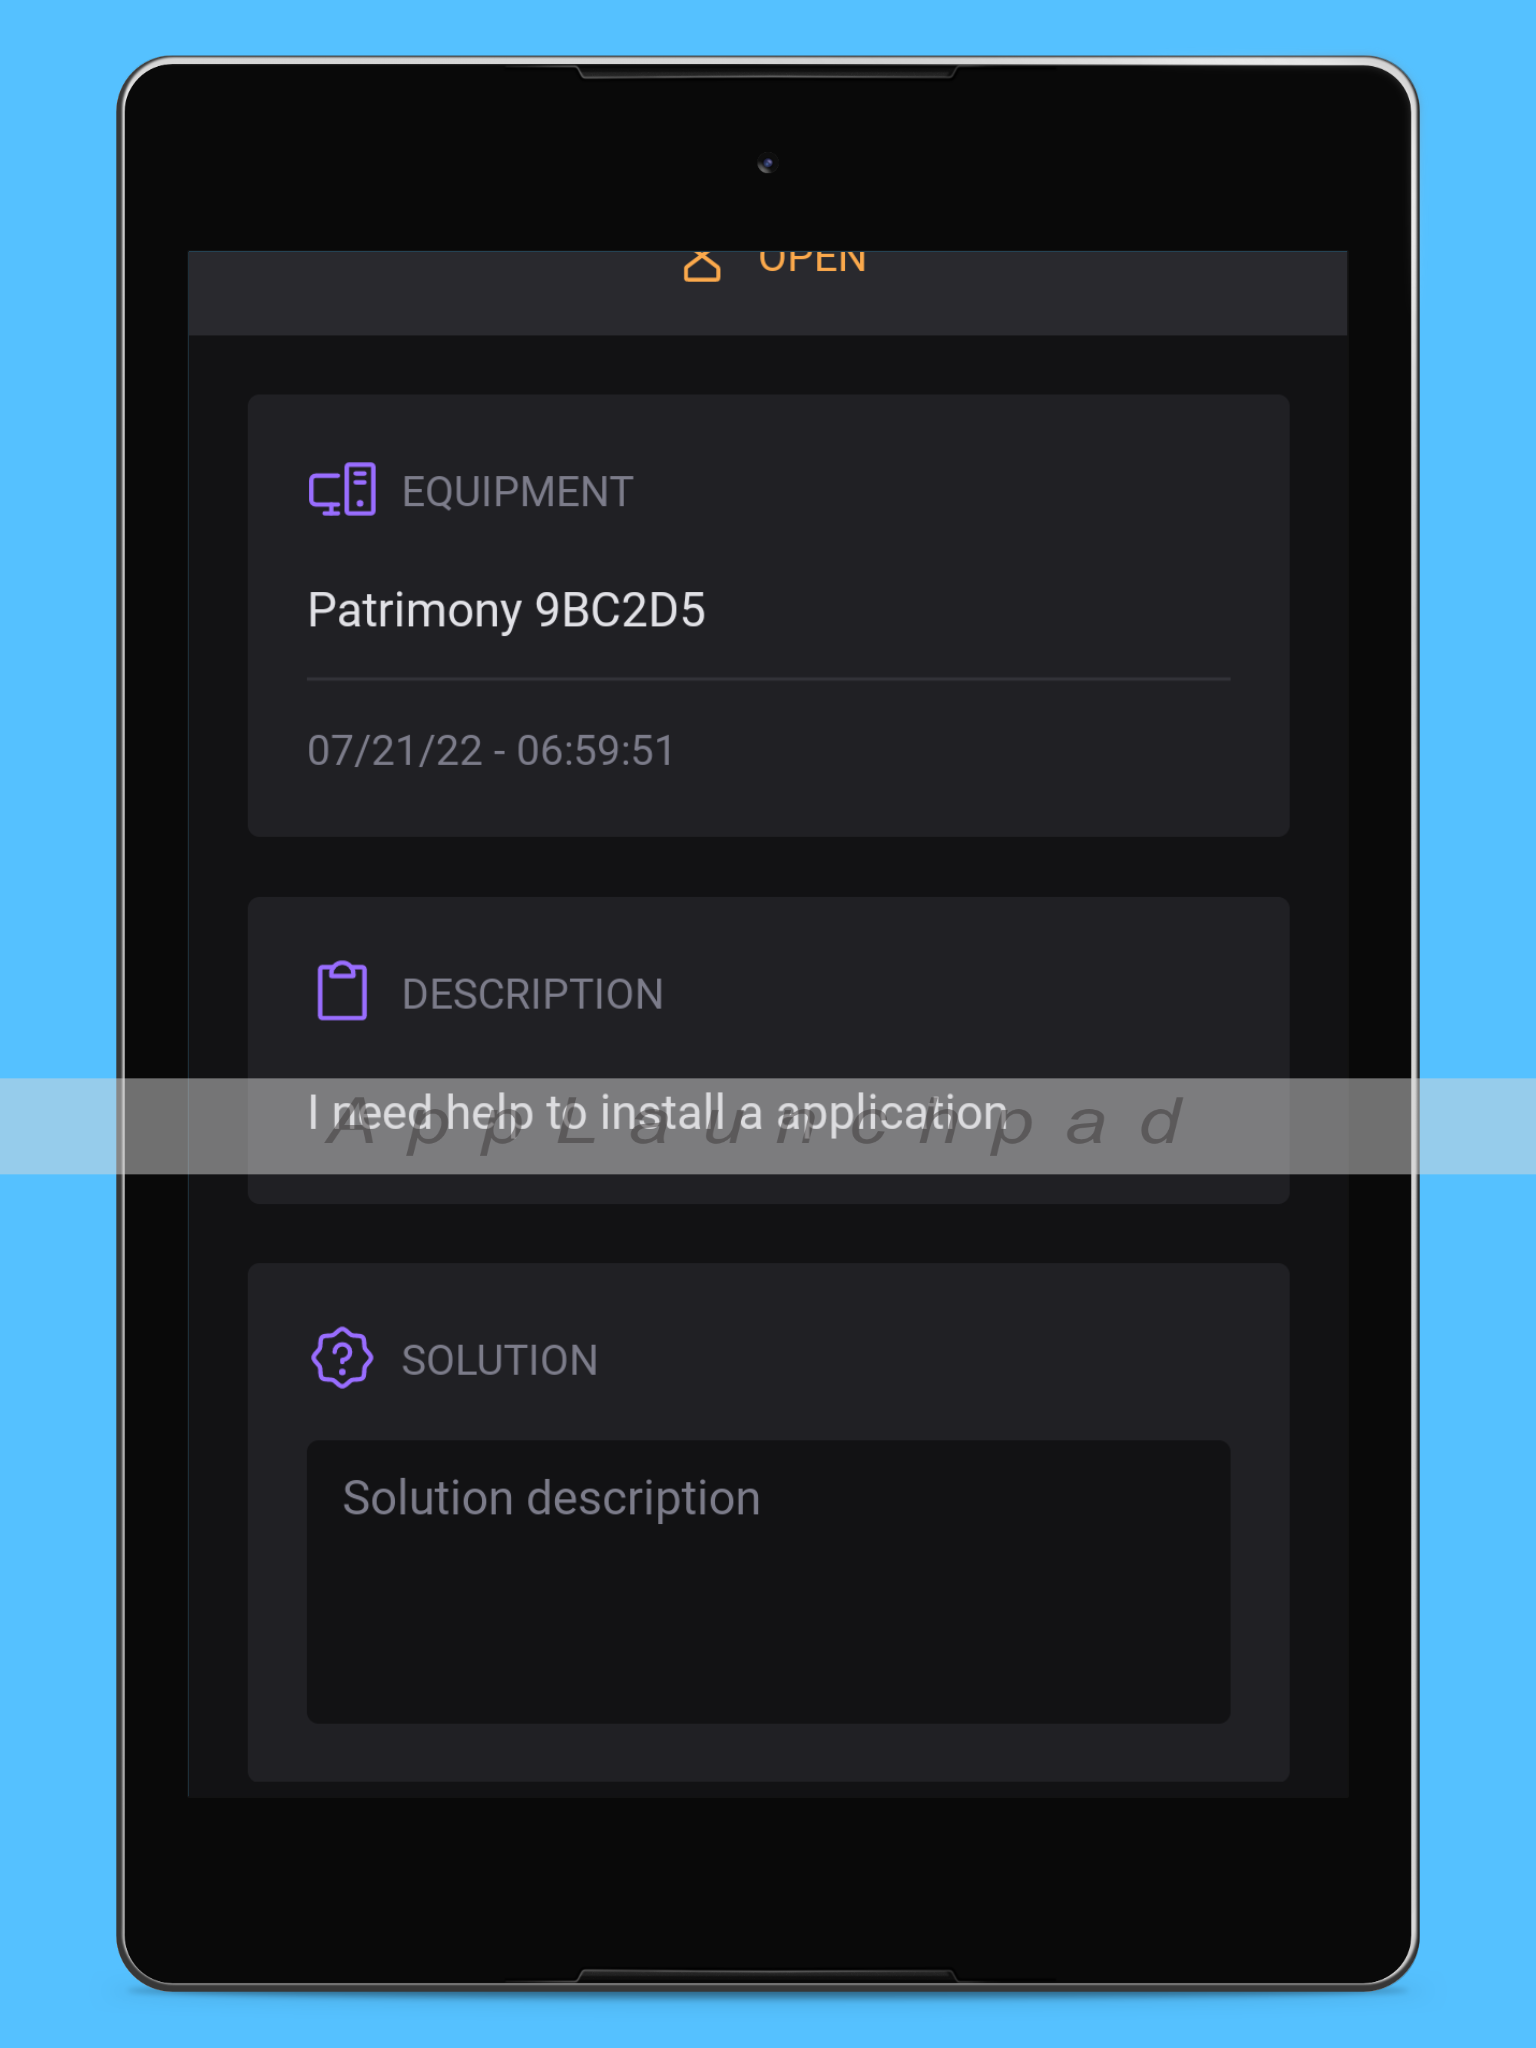 OPEN
EQUIPMENT
Patrimony 9BC2D5
07/21/22 - 06:59:51
DESCRIPTION
I need help to install a application
AppLaunchpad
SOLUTION
Solution description